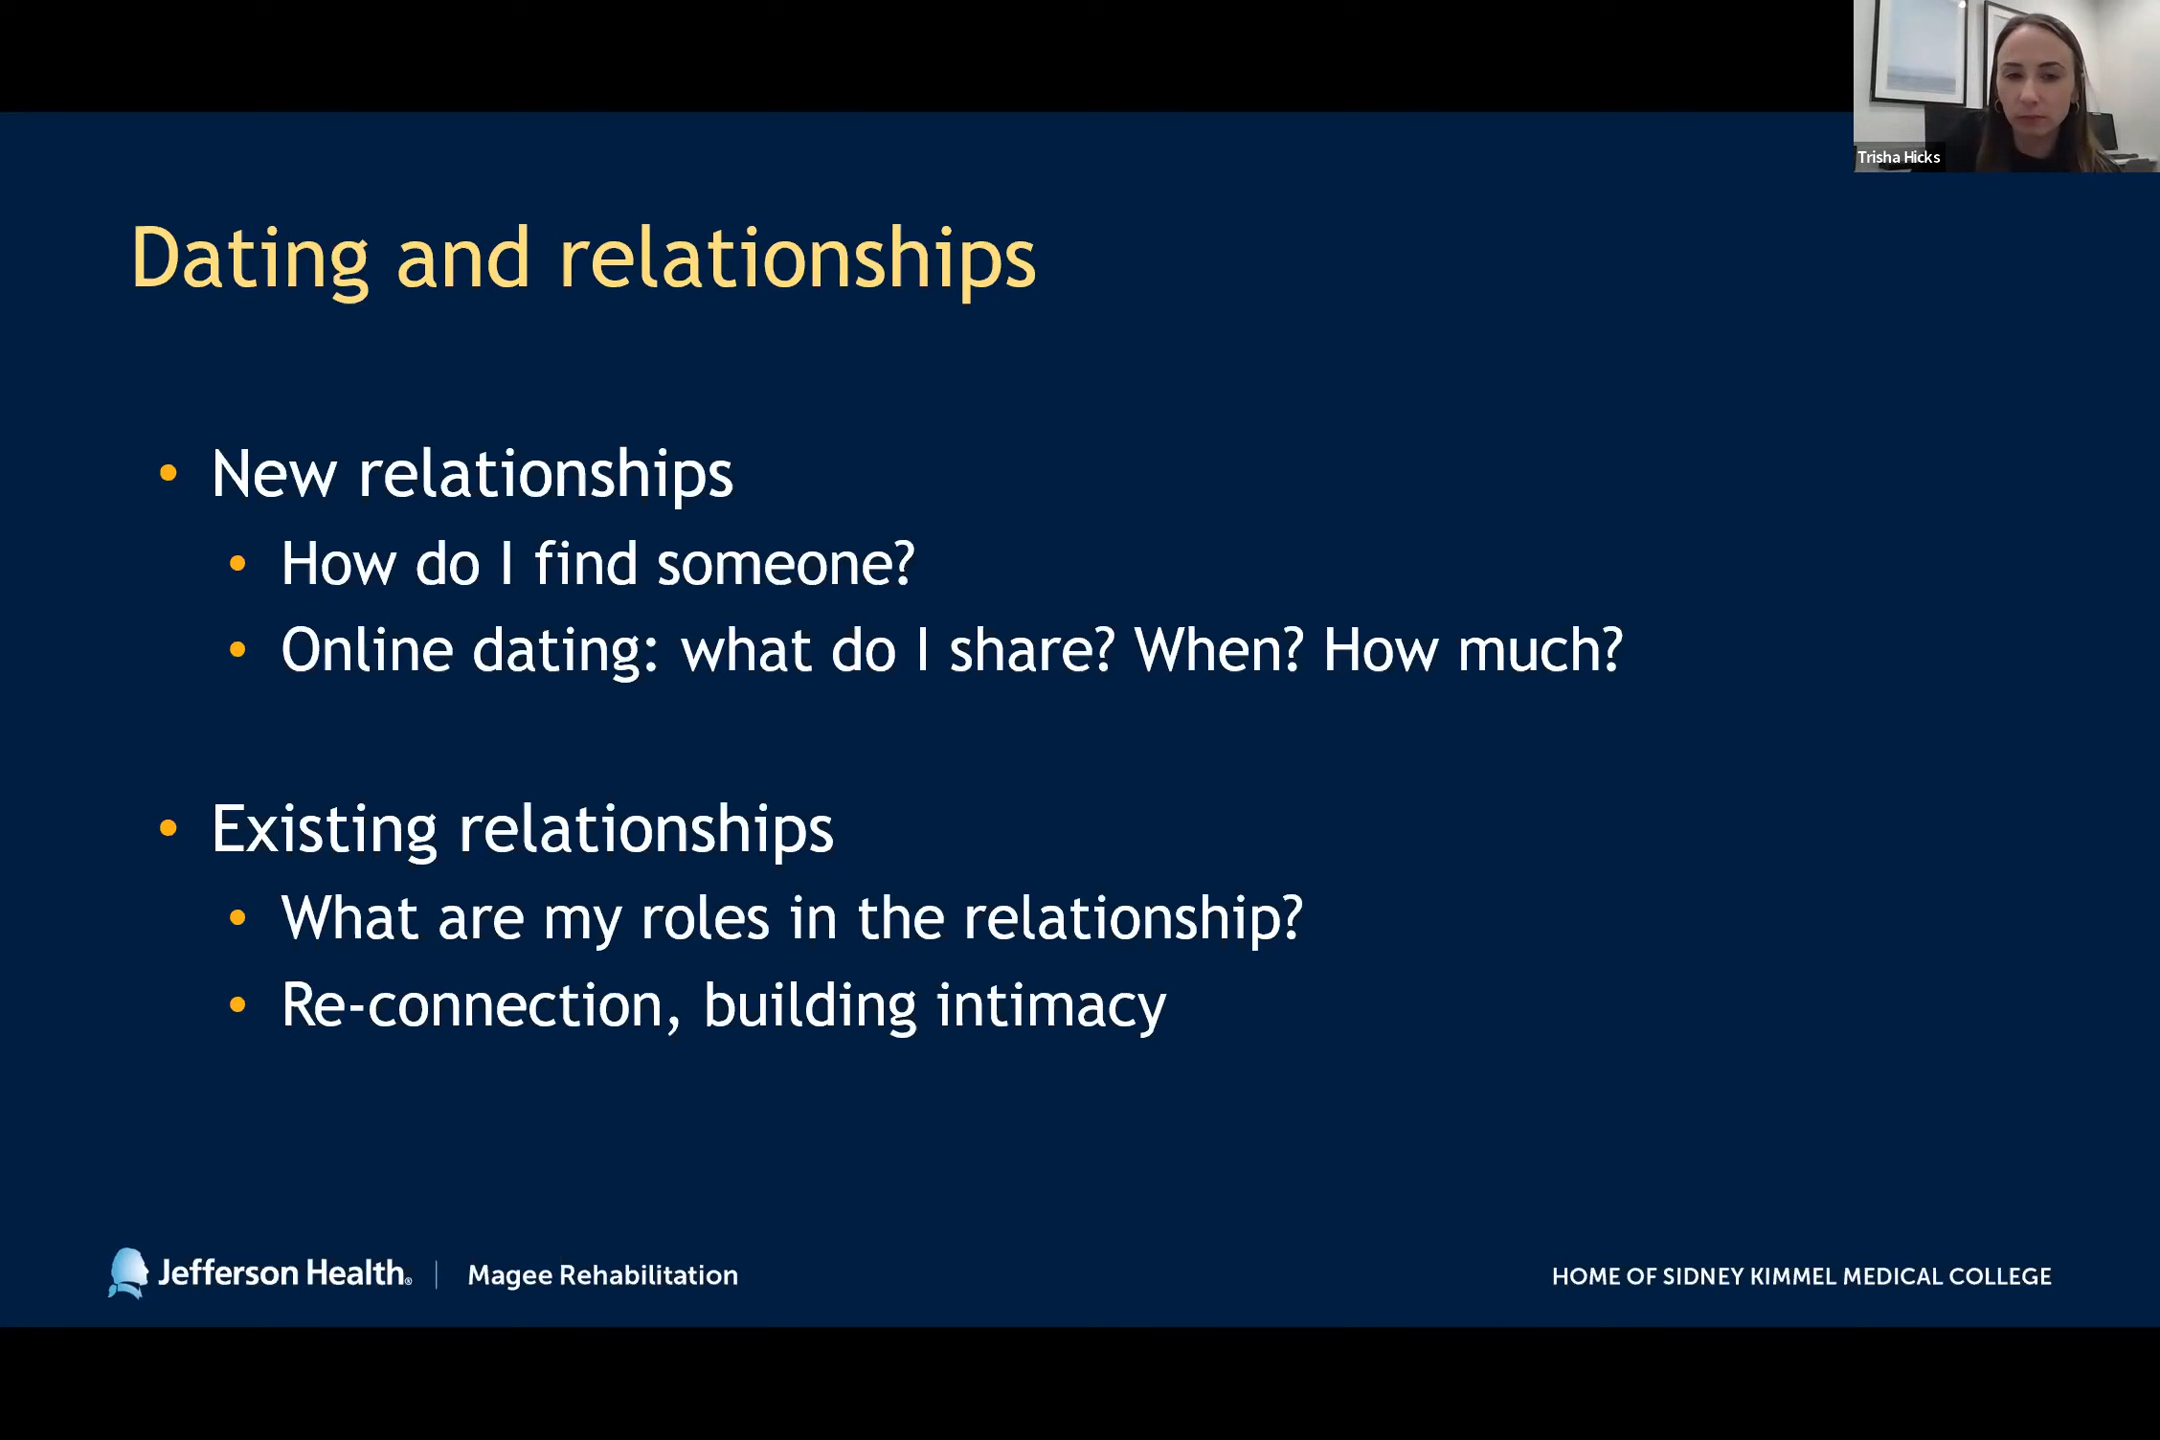 Trisha Hicks
Dating and relationships
• New relationships
• How do I find someone?
• Online dating: what do I share? When? How much?
• Existing relationships
• What are my roles in the relationship?
• Re-connection, building intimacy
Jefferson Health® | Magee Rehabilitation
HOME OF SIDNEY KIMMEL MEDICAL COLLEGE